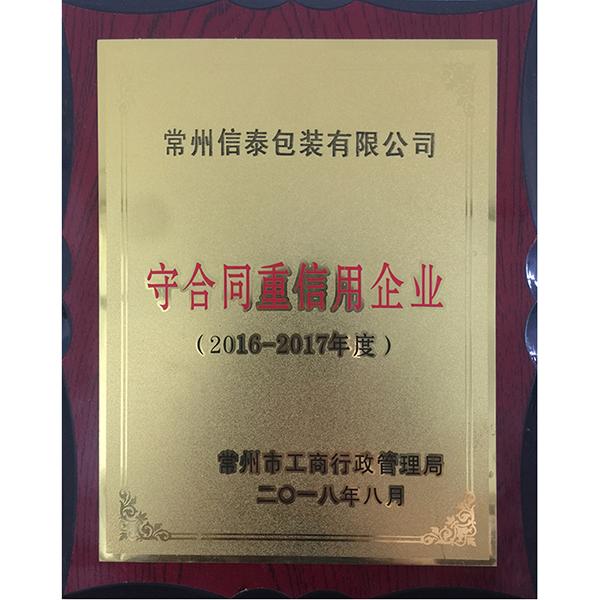 常州信泰包装有限公司
守合同重信用企业
（2016-2017年度）
常州市工商行政管理局
二〇一八年八月